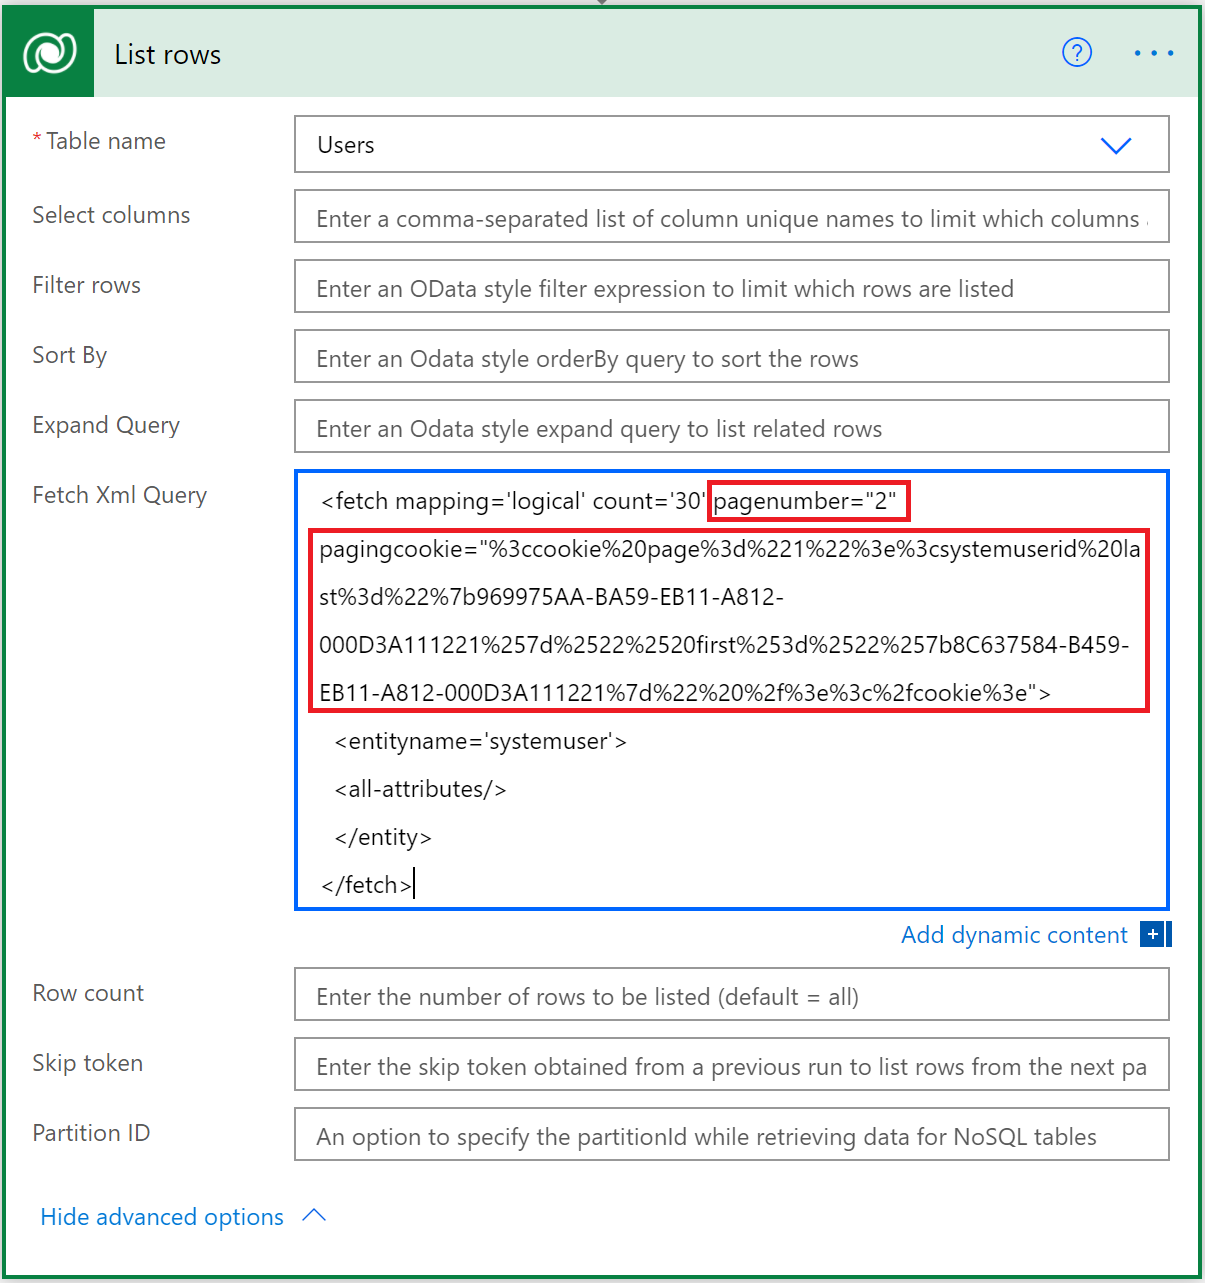 List rows
?
* Table name
Users
Select columns
Enter a comma-separated list of column unique names to limit which columns
Filter rows
Enter an OData style filter expression to limit which rows are listed
Sort By
Enter an Odata style orderBy query to sort the rows
Expand Query
Enter an Odata style expand query to list related rows
Fetch Xml Query
<fetch mapping='logical' count='30' pagenumber="2"
pagingcookie="%3ccookie%20page%3d%221%22%3e%3csystemuserid%20la
st%3d%22%7b969975AA-BA59-EB11-A812-
000D3A111221%257d%2522%2520first%253d%2522%257b8C637584-B459-
EB11-A812-000D3A111221%7d%22%20%2f%3e%3c%2fcookie%3e">
<entityname='systemuser'>
<all-attributes/>
</entity>
</fetch>
Add dynamic content
Row count
Enter the number of rows to be listed (default = all)
Skip token
Enter the skip token obtained from a previous run to list rows from the next pa
Partition ID
An option to specify the partitionId while retrieving data for NoSQL tables
Hide advanced options